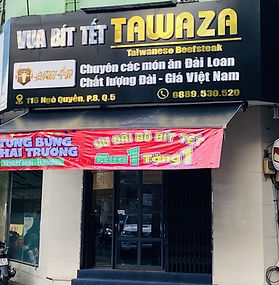 VUA BÍT TẾT TAWAZA
Taiwanese Beefsteak
Chuyên các món ăn Đài Loan
Chất lượng Đài - Giá Việt Nam
116 Ngô Quyền, P.8, Q.5
0889.530.520
TƯNG BỪNG
KHAI TRƯƠNG
ƯU ĐÃI BÒ BÍT TẾT
Mua 1 Tặng 1